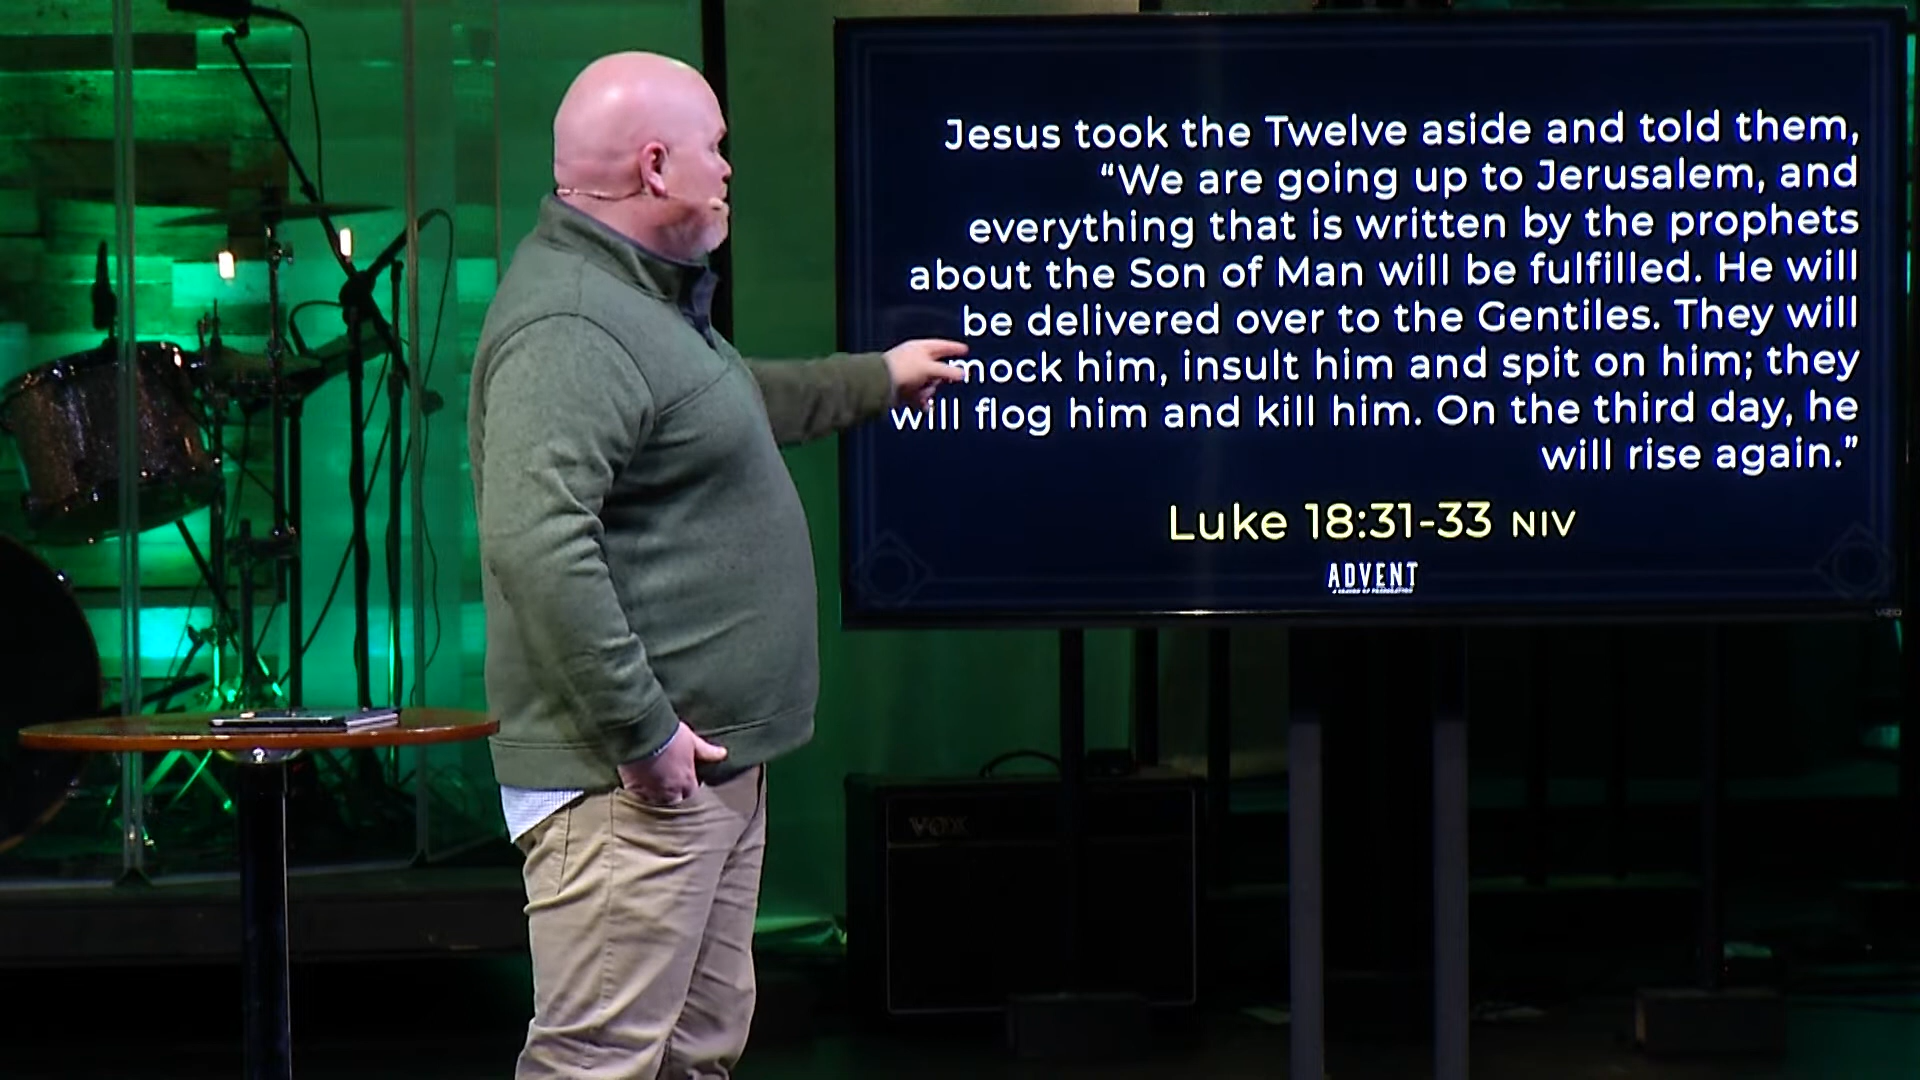 Jesus took the Twelve aside and told them,
“We are going up to Jerusalem, and
everything that is written by the prophets
about the Son of Man will be fulfilled. He will
be delivered over to the Gentiles. They will
mock him, insult him and spit on him; they
will flog him and kill him. On the third day, he
will rise again.”
Luke 18:31-33 NIV
ADVENT
VIZIO
VOX